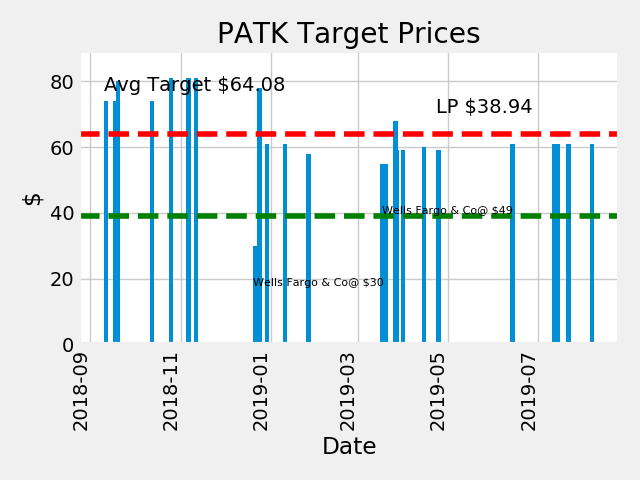 PATK Target Prices
Avg Target $64.08
LP $38.94
Wells Fargo & Co@ $49
Wells Fargo & Co@ $30
$
80
60
40
20
0
2018-09
2018-11
2019-01
2019-03
2019-05
2019-07
Date